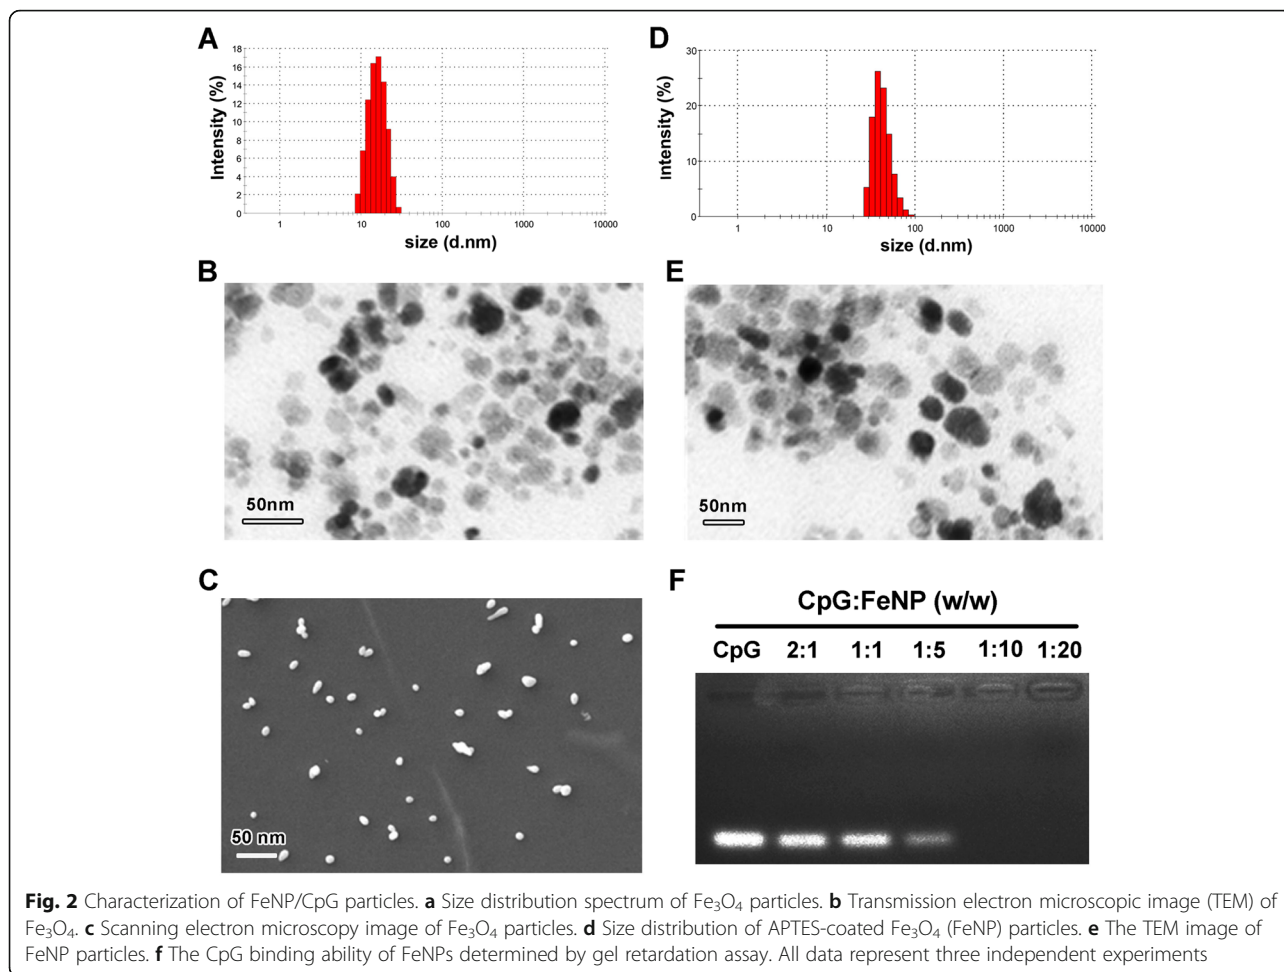 A
Intensity (%)
18
16
14
12
10
8
6
4
2
0
1 10 100 1000 10000
size (d.nm)
D
Intensity (%)
30
20
10
0
1 10 100 1000 10000
size (d.nm)
B
50nm
E
50nm
C
50 nm
F
CpG:FeNP (w/w)
CpG 2:1 1:1 1:5 1:10 1:20
Fig. 2 Characterization of FeNP/CpG particles. a Size distribution spectrum of Fe₃O₄ particles. b Transmission electron microscopic image (TEM) of
Fe₃O₄. c Scanning electron microscopy image of Fe₃O₄ particles. d Size distribution of APTES-coated Fe₃O₄ (FeNP) particles. e The TEM image of
FeNP particles. f The CpG binding ability of FeNPs determined by gel retardation assay. All data represent three independent experiments